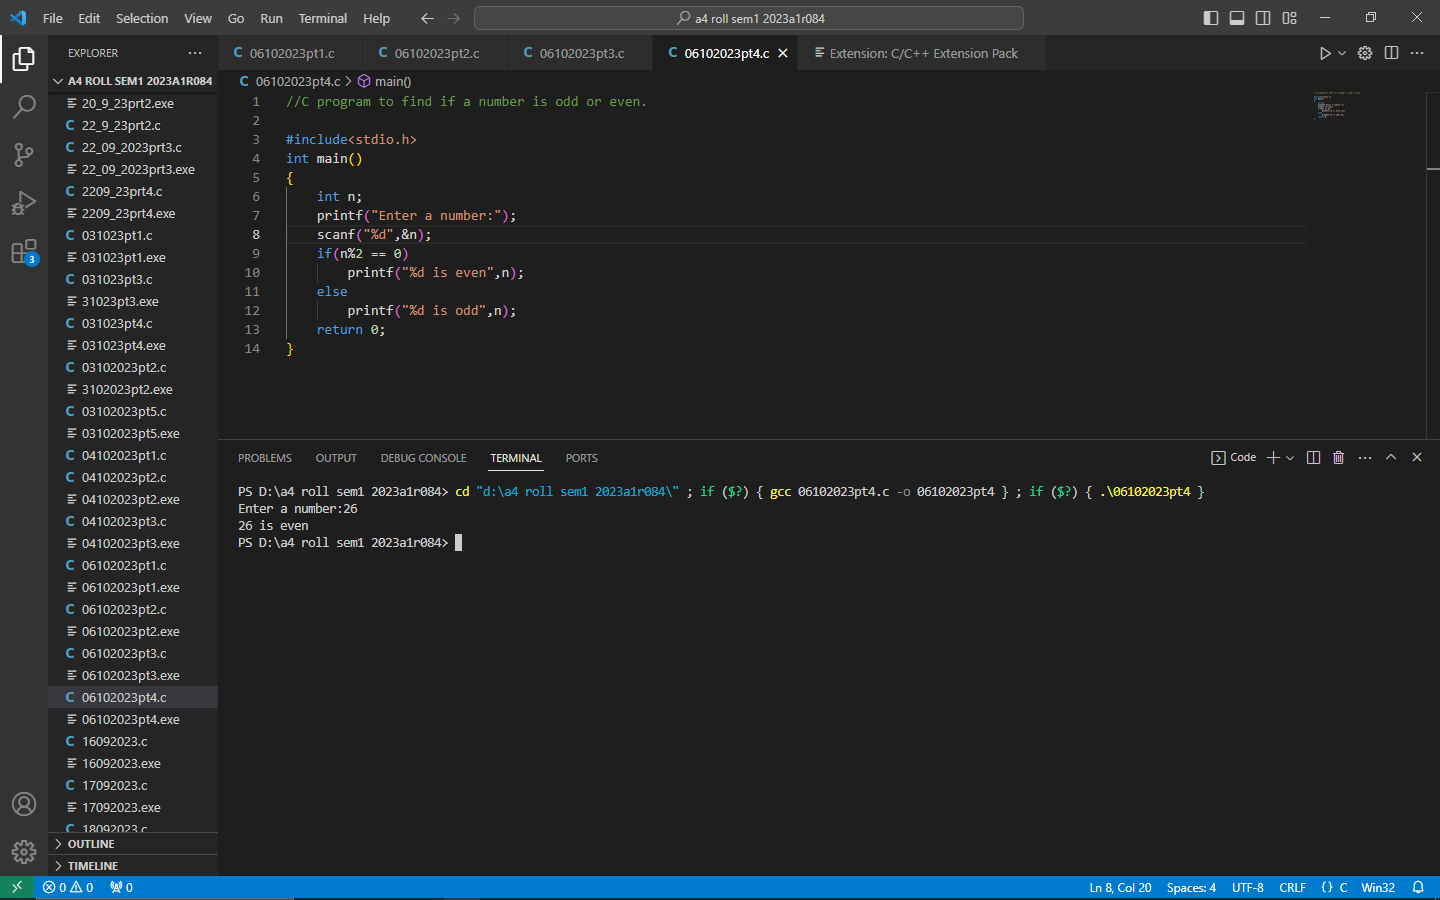 File Edit Selection View Go Run Terminal Help
a4 roll sem1 2023a1r084
EXPLORER
06102023pt1.c
06102023pt2.c
06102023pt3.c
06102023pt4.c
Extension: C/C++ Extension Pack
A4 ROLL SEM1 2023A1R084
20_9_23prt2.exe
22_9_23prt2.c
22_09_2023prt3.c
22_09_2023prt3.exe
2209_23prt4.c
2209_23prt4.exe
031023pt1.c
031023pt1.exe
031023pt3.c
31023pt3.exe
031023pt4.c
031023pt4.exe
03102023pt2.c
3102023pt2.exe
03102023pt5.c
03102023pt5.exe
04102023pt1.c
04102023pt2.c
04102023pt2.exe
04102023pt3.c
04102023pt3.exe
06102023pt1.c
06102023pt1.exe
06102023pt2.c
06102023pt2.exe
06102023pt3.c
06102023pt3.exe
06102023pt4.c
06102023pt4.exe
16092023.c
16092023.exe
17092023.c
17092023.exe
18092023.c
OUTLINE
TIMELINE
3
06102023pt4.c > main()
1 //C program to find if a number is odd or even.
2
3 #include<stdio.h>
4 int main()
5 {
6 int n;
7 printf("Enter a number:");
8 scanf("%d",&n);
9 if(n%2 == 0)
10 printf("%d is even",n);
11 else
12 printf("%d is odd",n);
13 return 0;
14 }
PROBLEMS OUTPUT DEBUG CONSOLE TERMINAL PORTS
Code
PS D:\a4 roll sem1 2023a1r084> cd "d:\a4 roll sem1 2023a1r084\" ; if ($?) { gcc 06102023pt4.c -o 06102023pt4 } ; if ($?) { .\06102023pt4 }
Enter a number:26
26 is even
PS D:\a4 roll sem1 2023a1r084>
0 0 0
Ln 8, Col 20 Spaces: 4 UTF-8 CRLF {} C Win32